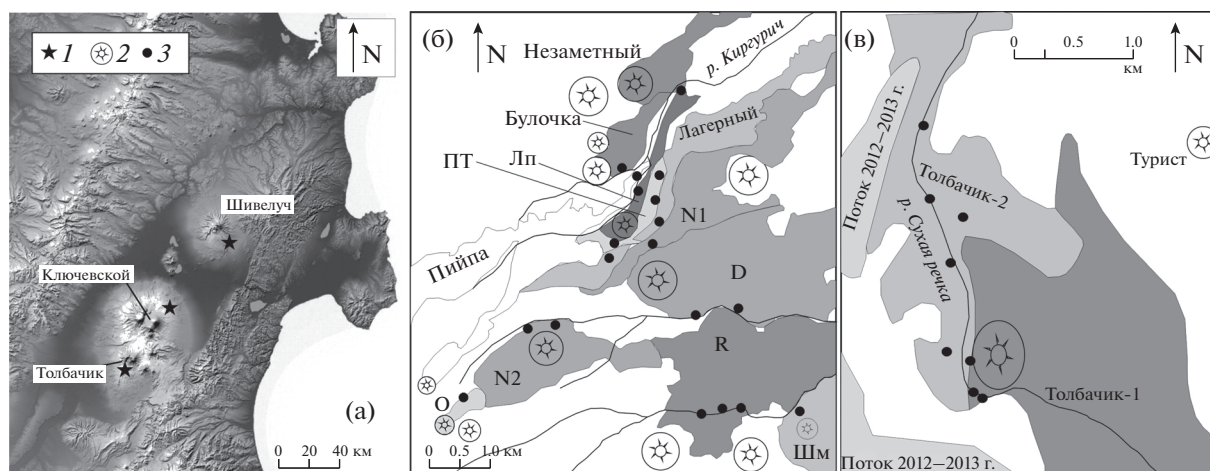 ★ 1 2 3
N
Шивелуч
Ключевской
Толбачик
(а)
0 20 40 км
(б)
N
Незаметный
р. Киргурич
Булочка
Лагерный
Лп
ПТ
N1
Пийпа
D
R
N2
O
Шм
0 0.5 1.0 км
(в)
0 0.5 1.0
км
N
Турист
Поток 2012–2013 г.
Толбачик-2
р. Сухая речка
Толбачик-1
Поток 2012–2013 г.